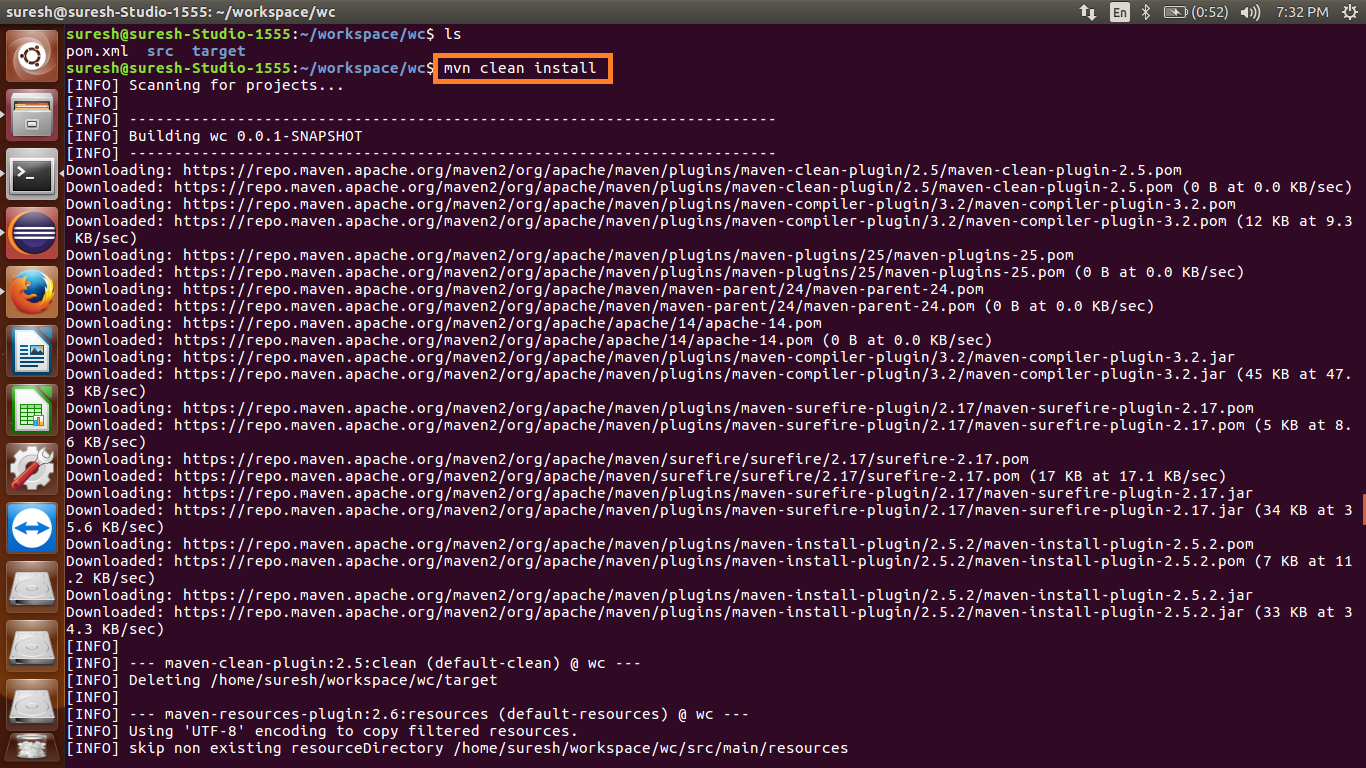 suresh@suresh-Studio-1555: ~/workspace/wc
En (0:52) 7:32 PM
suresh@suresh-Studio-1555:~/workspace/wc$ ls
pom.xml  src  target
suresh@suresh-Studio-1555:~/workspace/wc$ mvn clean install
[INFO] Scanning for projects...
[INFO]
[INFO] ------------------------------------------------------------------------
[INFO] Building wc 0.0.1-SNAPSHOT
[INFO] ------------------------------------------------------------------------
Downloading: https://repo.maven.apache.org/maven2/org/apache/maven/plugins/maven-clean-plugin/2.5/maven-clean-plugin-2.5.pom
Downloaded: https://repo.maven.apache.org/maven2/org/apache/maven/plugins/maven-clean-plugin/2.5/maven-clean-plugin-2.5.pom (0 B at 0.0 KB/sec)
Downloading: https://repo.maven.apache.org/maven2/org/apache/maven/plugins/maven-compiler-plugin/3.2/maven-compiler-plugin-3.2.pom
Downloaded: https://repo.maven.apache.org/maven2/org/apache/maven/plugins/maven-compiler-plugin/3.2/maven-compiler-plugin-3.2.pom (12 KB at 9.3
 KB/sec)
Downloading: https://repo.maven.apache.org/maven2/org/apache/maven/plugins/maven-plugins/25/maven-plugins-25.pom
Downloaded: https://repo.maven.apache.org/maven2/org/apache/maven/plugins/maven-plugins/25/maven-plugins-25.pom (0 B at 0.0 KB/sec)
Downloading: https://repo.maven.apache.org/maven2/org/apache/maven/maven-parent/24/maven-parent-24.pom
Downloaded: https://repo.maven.apache.org/maven2/org/apache/maven/maven-parent/24/maven-parent-24.pom (0 B at 0.0 KB/sec)
Downloading: https://repo.maven.apache.org/maven2/org/apache/apache/14/apache-14.pom
Downloaded: https://repo.maven.apache.org/maven2/org/apache/apache/14/apache-14.pom (0 B at 0.0 KB/sec)
Downloading: https://repo.maven.apache.org/maven2/org/apache/maven/plugins/maven-compiler-plugin/3.2/maven-compiler-plugin-3.2.jar
Downloaded: https://repo.maven.apache.org/maven2/org/apache/maven/plugins/maven-compiler-plugin/3.2/maven-compiler-plugin-3.2.jar (45 KB at 47.
3 KB/sec)
Downloading: https://repo.maven.apache.org/maven2/org/apache/maven/plugins/maven-surefire-plugin/2.17/maven-surefire-plugin-2.17.pom
Downloaded: https://repo.maven.apache.org/maven2/org/apache/maven/plugins/maven-surefire-plugin/2.17/maven-surefire-plugin-2.17.pom (5 KB at 8.
6 KB/sec)
Downloading: https://repo.maven.apache.org/maven2/org/apache/maven/surefire/surefire/2.17/surefire-2.17.pom
Downloaded: https://repo.maven.apache.org/maven2/org/apache/maven/surefire/surefire/2.17/surefire-2.17.pom (17 KB at 17.1 KB/sec)
Downloading: https://repo.maven.apache.org/maven2/org/apache/maven/plugins/maven-surefire-plugin/2.17/maven-surefire-plugin-2.17.jar
Downloaded: https://repo.maven.apache.org/maven2/org/apache/maven/plugins/maven-surefire-plugin/2.17/maven-surefire-plugin-2.17.jar (34 KB at 3
5.6 KB/sec)
Downloading: https://repo.maven.apache.org/maven2/org/apache/maven/plugins/maven-install-plugin/2.5.2/maven-install-plugin-2.5.2.pom
Downloaded: https://repo.maven.apache.org/maven2/org/apache/maven/plugins/maven-install-plugin/2.5.2/maven-install-plugin-2.5.2.pom (7 KB at 11
.2 KB/sec)
Downloading: https://repo.maven.apache.org/maven2/org/apache/maven/plugins/maven-install-plugin/2.5.2/maven-install-plugin-2.5.2.jar
Downloaded: https://repo.maven.apache.org/maven2/org/apache/maven/plugins/maven-install-plugin/2.5.2/maven-install-plugin-2.5.2.jar (33 KB at 3
4.3 KB/sec)
[INFO]
[INFO] --- maven-clean-plugin:2.5:clean (default-clean) @ wc ---
[INFO] Deleting /home/suresh/workspace/wc/target
[INFO]
[INFO] --- maven-resources-plugin:2.6:resources (default-resources) @ wc ---
[INFO] Using 'UTF-8' encoding to copy filtered resources.
[INFO] skip non existing resourceDirectory /home/suresh/workspace/wc/src/main/resources